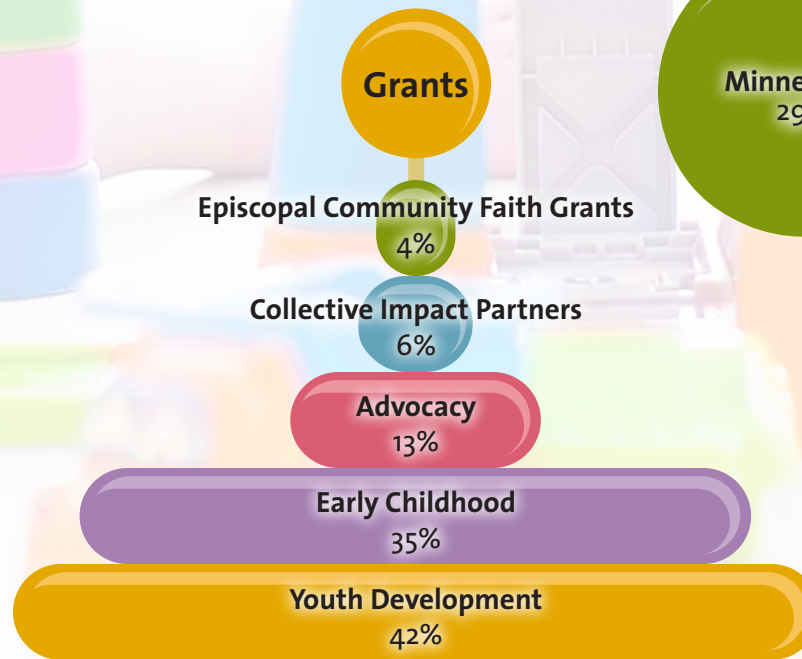 Grants
Episcopal Community Faith Grants
4%
Collective Impact Partners
6%
Advocacy
13%
Early Childhood
35%
Youth Development
42%